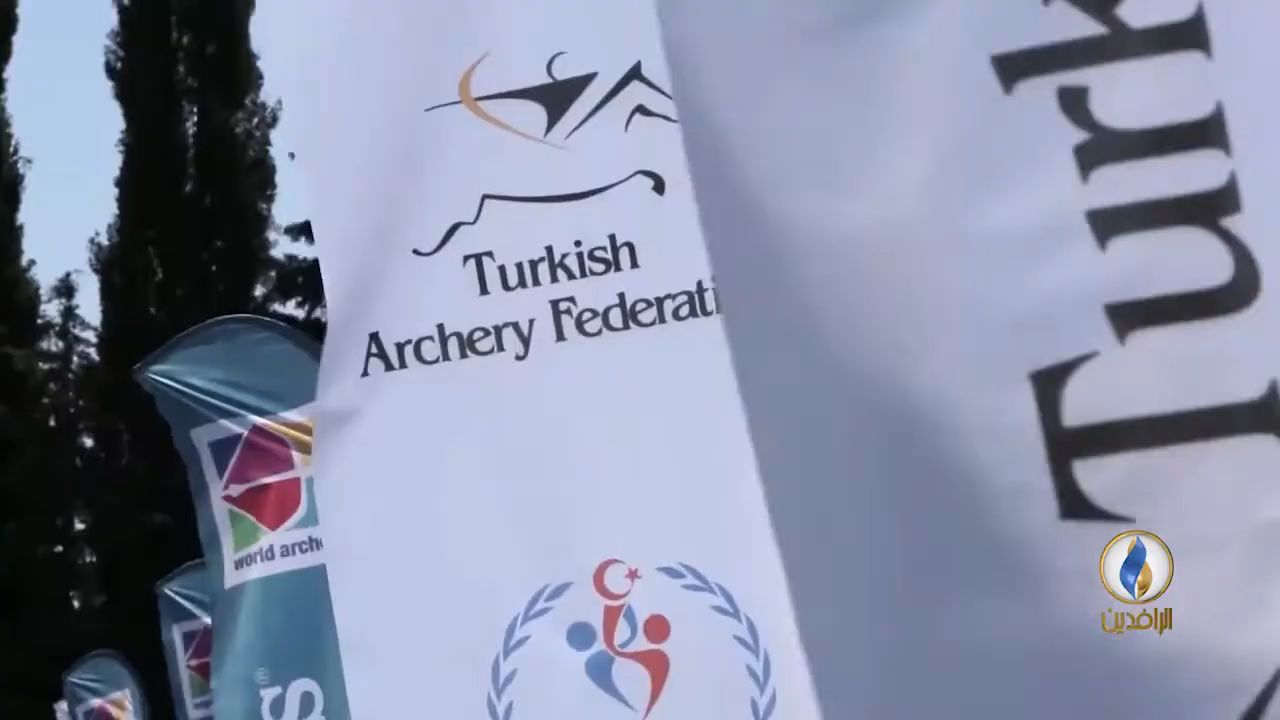 Turkish
Archery Federati
Turk
world arche
S®
الرافدين